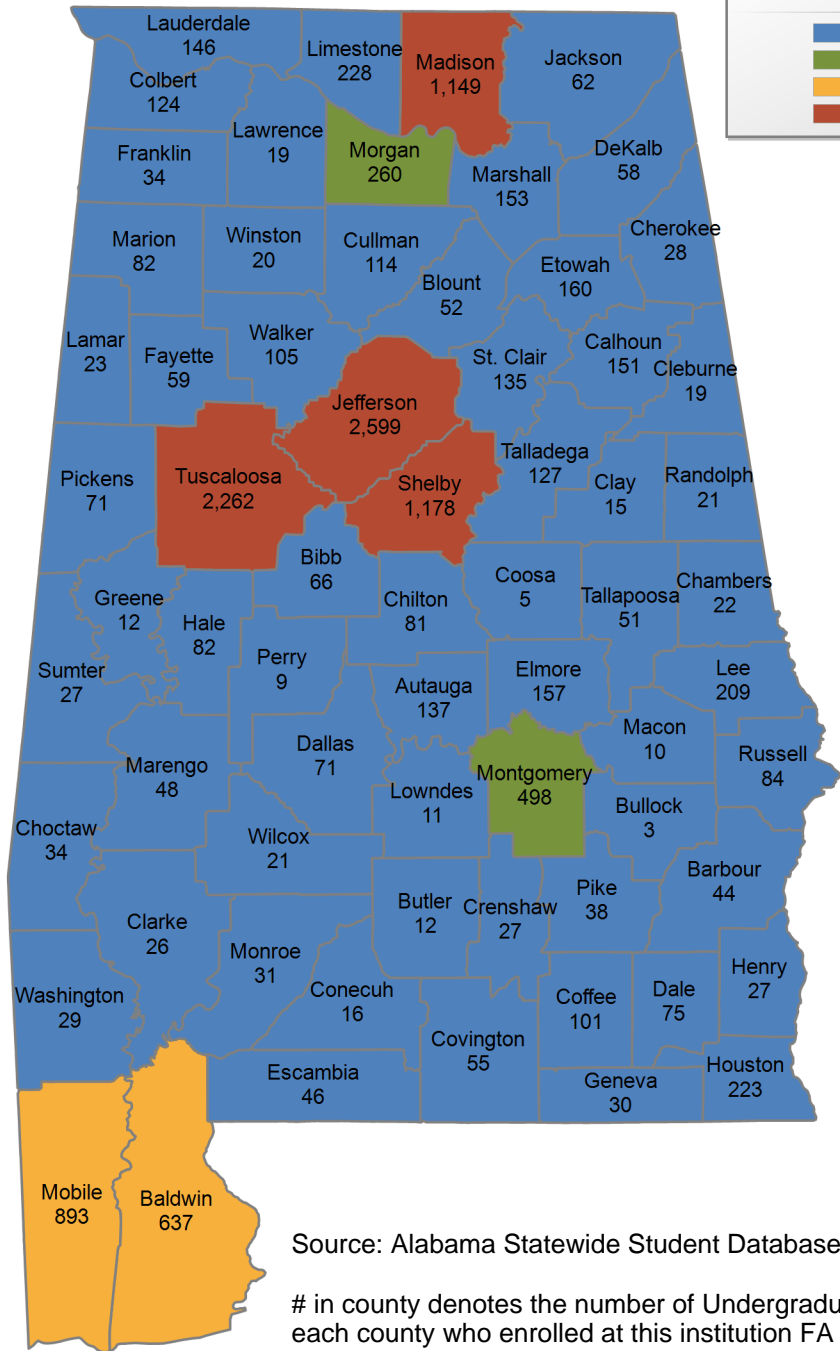 Lauderdale
146
Limestone
228
Madison
1,149
Jackson
62
Colbert
124
Lawrence
19
Franklin
34
Morgan
260
Marshall
153
DeKalb
58
Marion
82
Winston
20
Cullman
114
Blount
52
Etowah
160
Cherokee
28
Lamar
23
Fayette
59
Walker
105
St. Clair
135
Calhoun
151
Cleburne
19
Jefferson
2,599
Pickens
71
Tuscaloosa
2,262
Shelby
1,178
Talladega
127
Clay
15
Randolph
21
Bibb
66
Greene
12
Hale
82
Chilton
81
Coosa
5
Tallapoosa
51
Chambers
22
Sumter
27
Perry
9
Autauga
137
Elmore
157
Lee
209
Marengo
48
Dallas
71
Lowndes
11
Montgomery
498
Macon
10
Russell
84
Bullock
3
Choctaw
34
Wilcox
21
Clarke
26
Butler
12
Crenshaw
27
Pike
38
Barbour
44
Monroe
31
Washington
29
Conecuh
16
Covington
55
Coffee
101
Dale
75
Henry
27
Escambia
46
Geneva
30
Houston
223
Mobile
893
Baldwin
637
Source: Alabama Statewide Student Database
# in county denotes the number of Undergradu
each county who enrolled at this institution FA